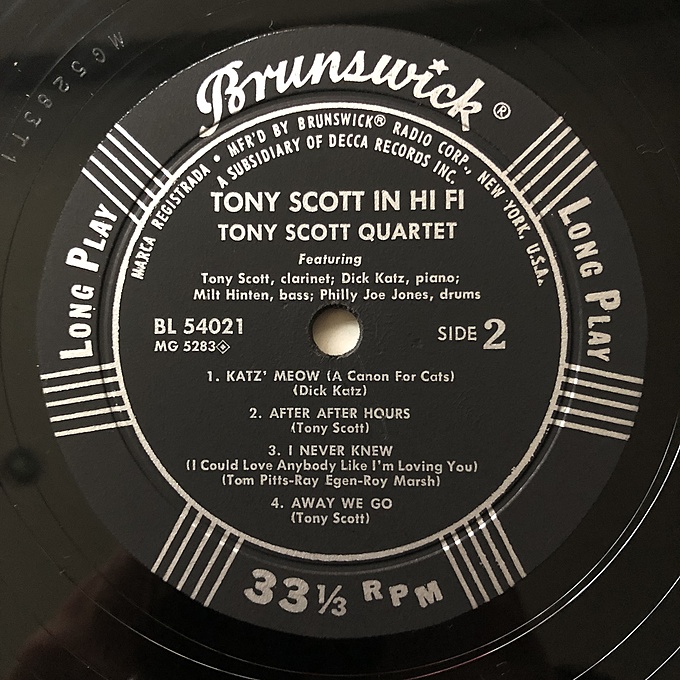 MG5283T1
Brunswick®
MARCA REGISTRADA • MFR'D BY BRUNSWICK® RADIO CORP., NEW YORK, U.S.A.
A SUBSIDIARY OF DECCA RECORDS INC.
LONG PLAY
LONG PLAY
TONY SCOTT IN HI FI
TONY SCOTT QUARTET
Featuring
Tony Scott, clarinet; Dick Katz, piano;
Milt Hinten, bass; Philly Joe Jones, drums
BL 54021
MG 5283
SIDE 2
1. KATZ' MEOW (A Canon For Cats)
(Dick Katz)
2. AFTER AFTER HOURS
(Tony Scott)
3. I NEVER KNEW
(I Could Love Anybody Like I'm Loving You)
(Tom Pitts-Ray Egen-Roy Marsh)
4. AWAY WE GO
(Tony Scott)
33⅓ RPM